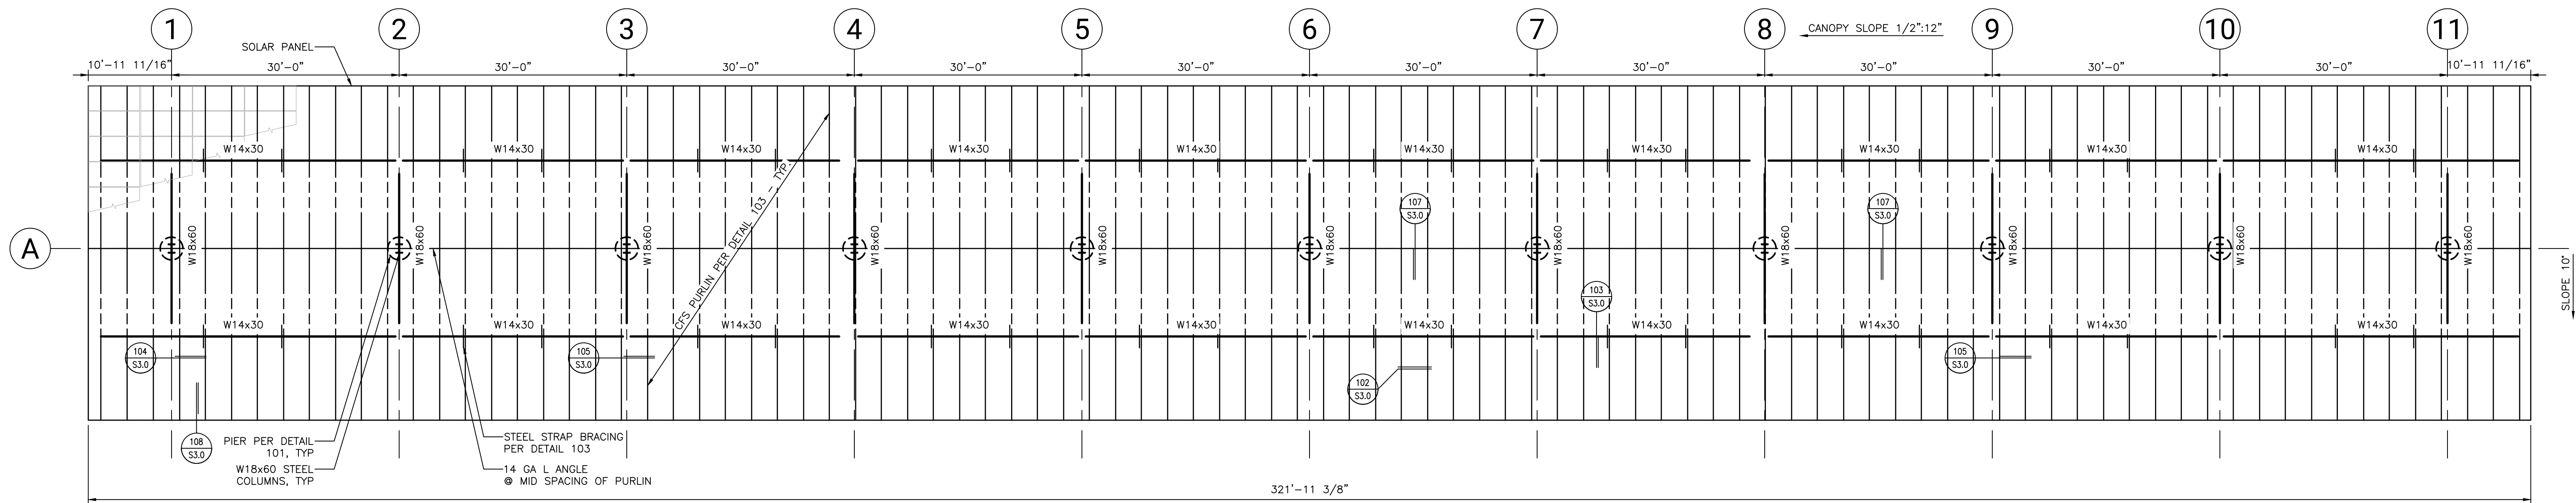 1 2 3 4 5 6 7 8 9 10 11
CANOPY SLOPE 1/2":12"
SOLAR PANEL
10'-11 11/16" 30'-0" 30'-0" 30'-0" 30'-0" 30'-0" 30'-0" 30'-0" 30'-0" 30'-0" 30'-0" 10'-11 11/16"
W14x30 W14x30 W14x30 W14x30 W14x30 W14x30 W14x30 W14x30 W14x30 W14x30
CFS PURLIN PER DETAIL 103 - TYP.
107
S3.0
107
S3.0
A
W18x60 W18x60 W18x60 W18x60 W18x60 W18x60 W18x60 W18x60 W18x60 W18x60 W18x60
SLOPE 10'
103
S3.0
W14x30 W14x30 W14x30 W14x30 W14x30 W14x30 W14x30 W14x30 W14x30 W14x30
104
S3.0
105
S3.0
102
S3.0
105
S3.0
108
S3.0
PIER PER DETAIL
101, TYP
W18x60 STEEL
COLUMNS, TYP
STEEL STRAP BRACING
PER DETAIL 103
14 GA L ANGLE
@ MID SPACING OF PURLIN
321'-11 3/8"